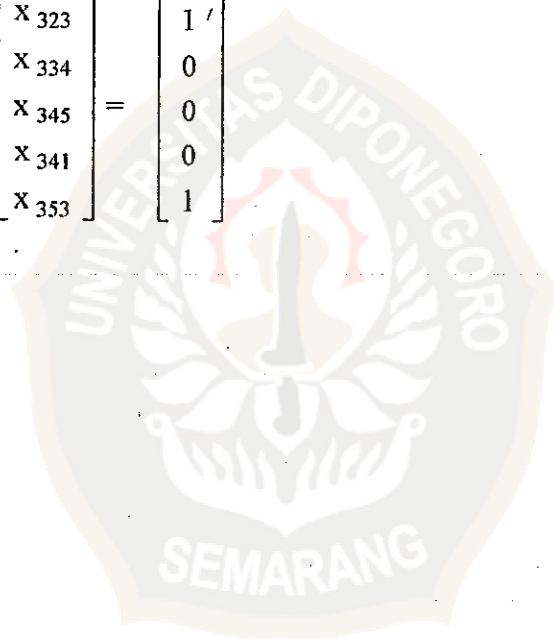 x 323 1
x 334 0
x 345 = 0
x 341 0
x 353 1
UNIVERSITAS DIPONEGORO
SEMARANG